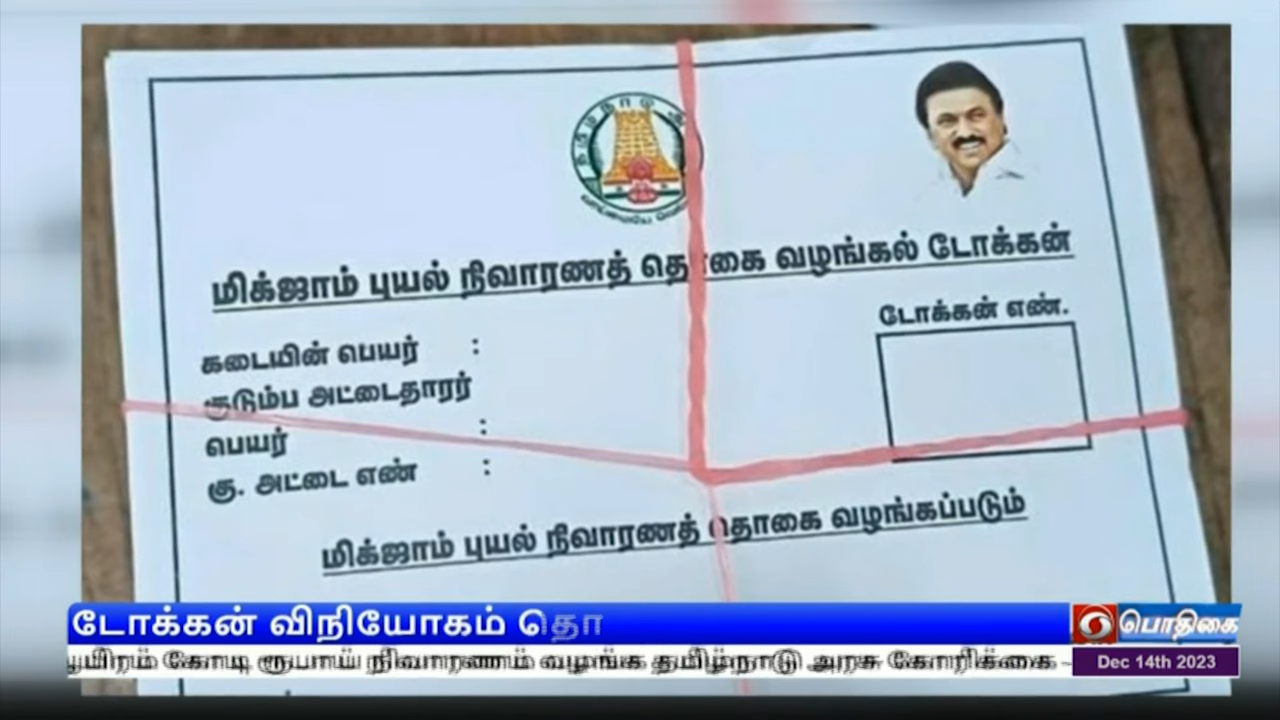 தமிழ்நாடு
வாய்மையே
மிக்ஜாம் புயல் நிவாரணத் தொகை வழங்கல் டோக்கன்
டோக்கன் எண்.
கடையின் பெயர் :
குடும்ப அட்டைதாரர்
பெயர் :
கு. அட்டை எண் :
மிக்ஜாம் புயல் நிவாரணத் தொகை வழங்கப்படும்
டோக்கன் விநியோகம் தொ
பொதிகை
கோடி ரூபாய் நிவாரணம் வழங்க தமிழ்நாடு அரசு கோரிக்கை -
Dec 14th 2023